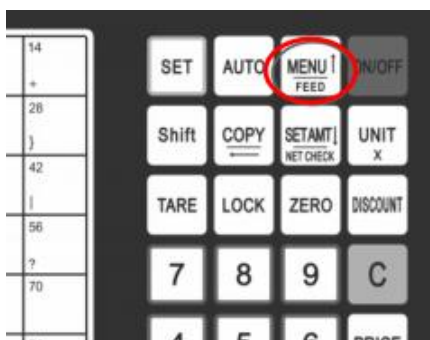 14
+
28
}
42
|
56
?
70
SET AUTO MENU↑ ON/OFF
FEED
Shift COPY SETAMT↓ UNIT
← NET CHECK X
TARE LOCK ZERO DISCOUNT
7 8 9 C